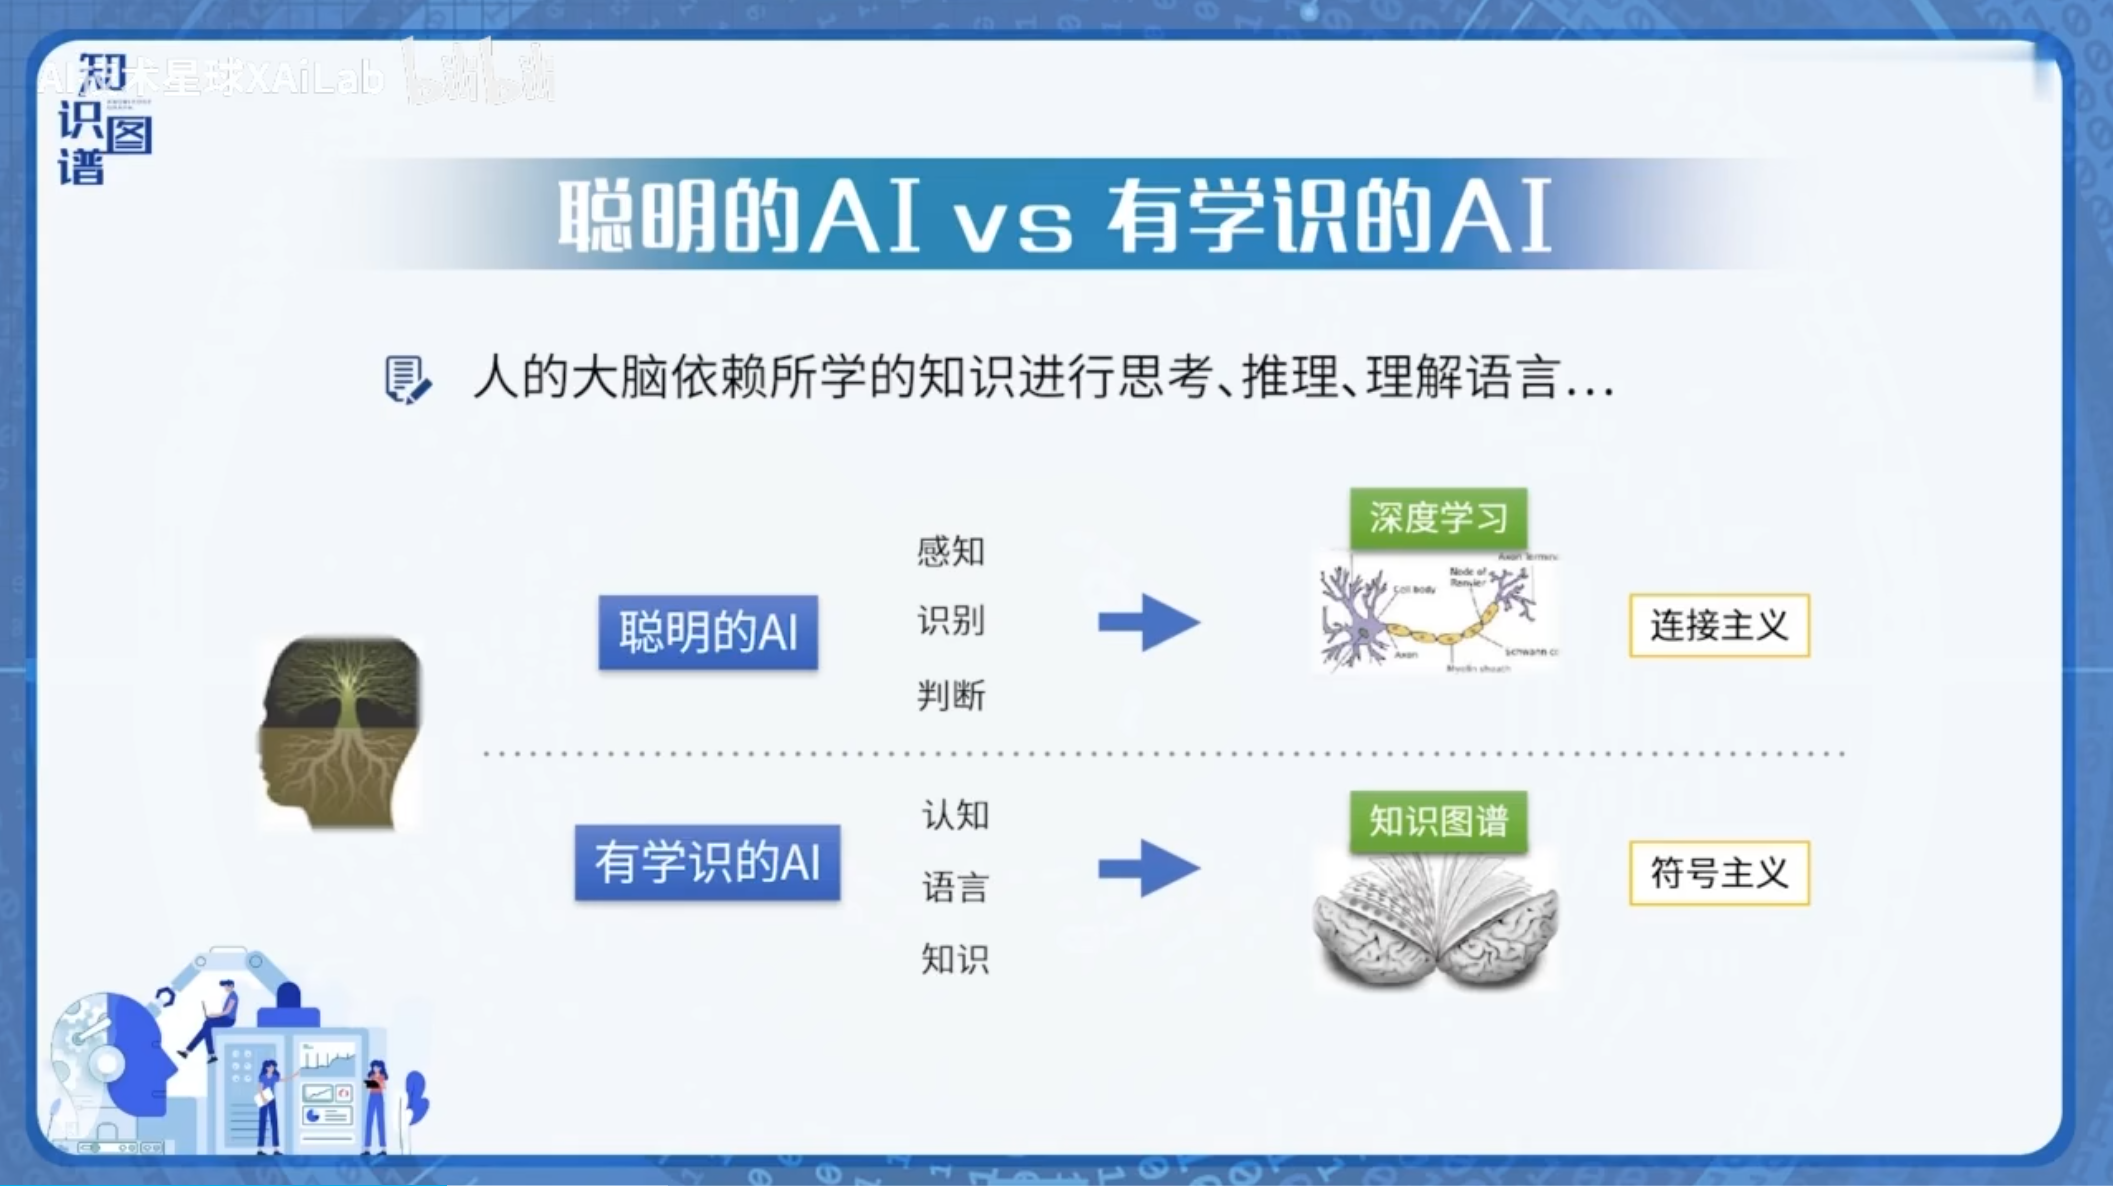 AI技术星球XAiLab bilibili
知识图谱
聪明的AI vs 有学识的AI
人的大脑依赖所学的知识进行思考、推理、理解语言...
聪明的AI
感知
识别
判断
深度学习
Cell body
Node of
Ranvier
Axon
Myelin sheath
连接主义
有学识的AI
认知
语言
知识
知识图谱
符号主义